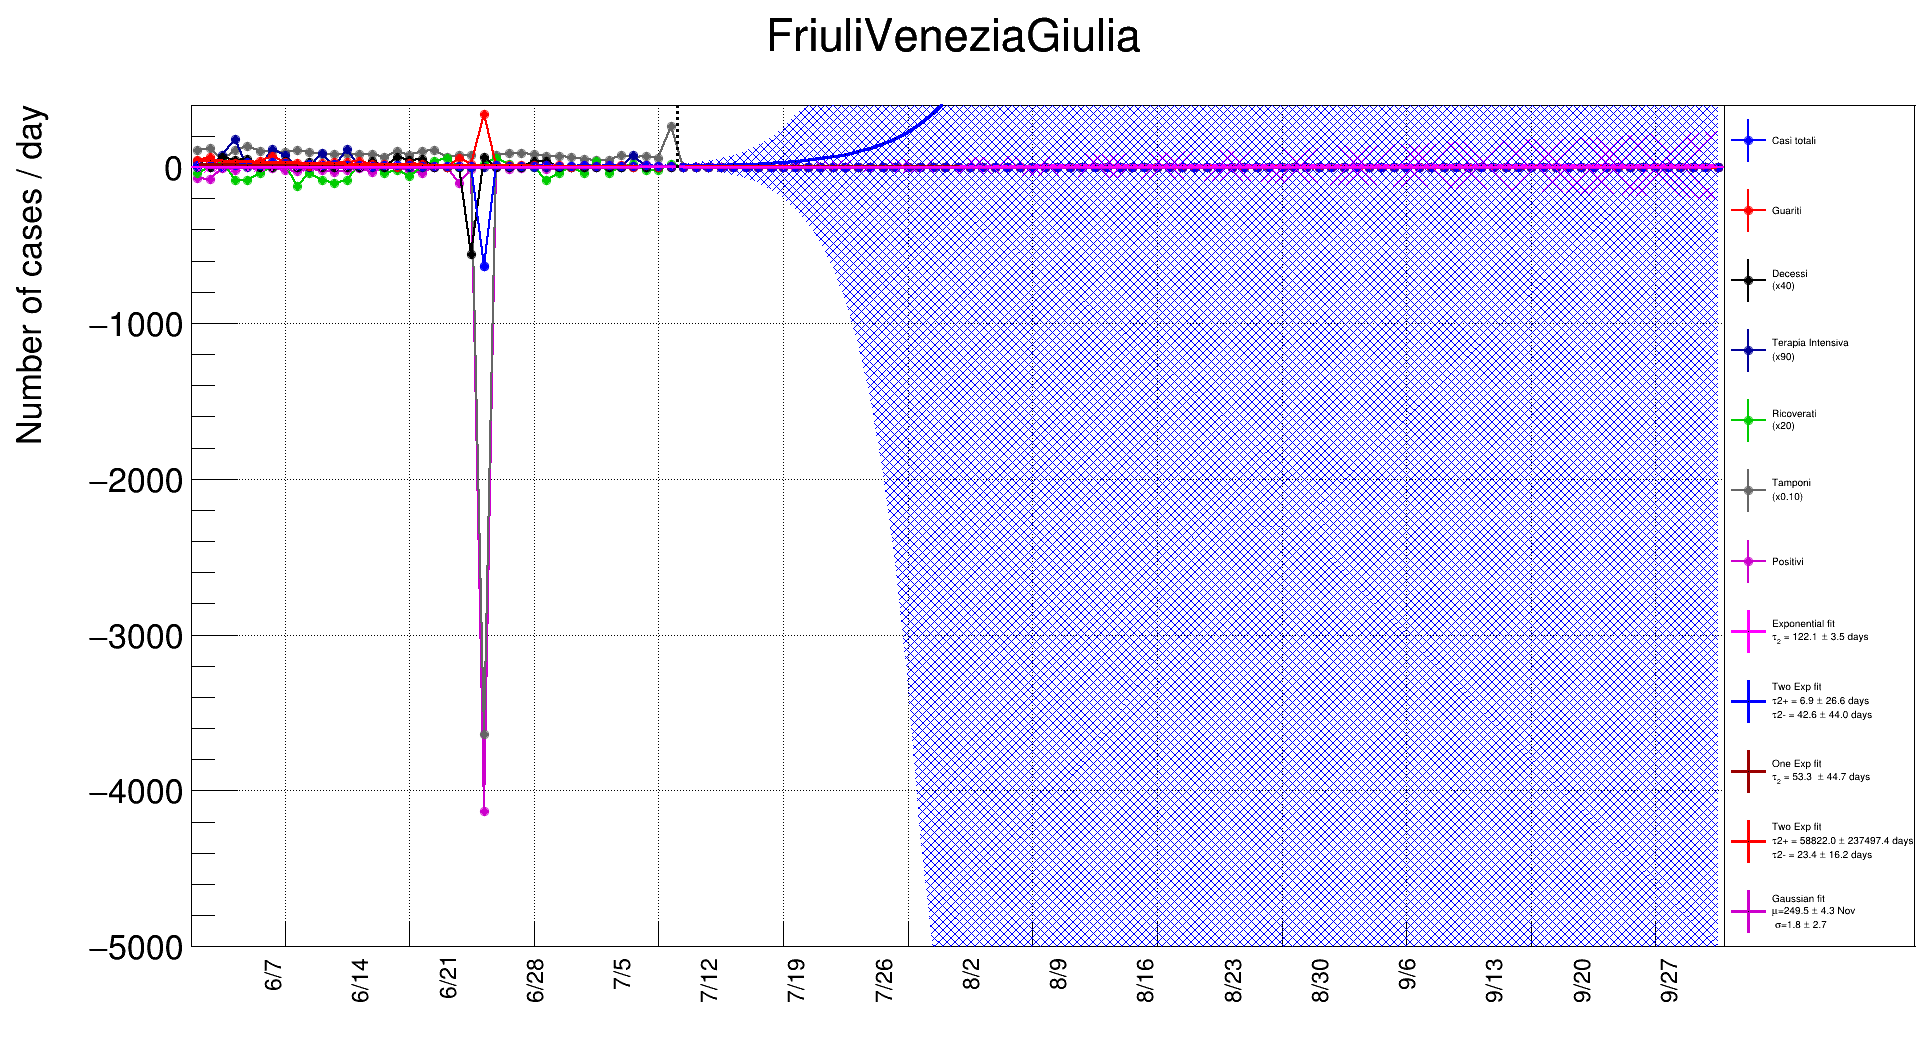 FriuliVeneziaGiulia
Number of cases / day
0
−1000
−2000
−3000
−4000
−5000
6/7
6/14
6/21
6/28
7/5
7/12
7/19
7/26
8/2
8/9
8/16
8/23
8/30
9/6
9/13
9/20
9/27
Casi totali
Guariti
Decessi
(x40)
Terapia Intensiva
(x90)
Ricoverati
(x20)
Tamponi
(x0.10)
Positivi
Exponential fit
τ2 = 122.1 ± 3.5 days
Two Exp fit
τ2+ = 6.9 ± 26.6 days
τ2- = 42.6 ± 44.0 days
One Exp fit
τ2 = 53.3 ± 44.7 days
Two Exp fit
τ2+ = 58822.0 ± 237497.4 days
τ2- = 23.4 ± 16.2 days
Gaussian fit
μ=249.5 ± 4.3 Nov
σ=1.8 ± 2.7